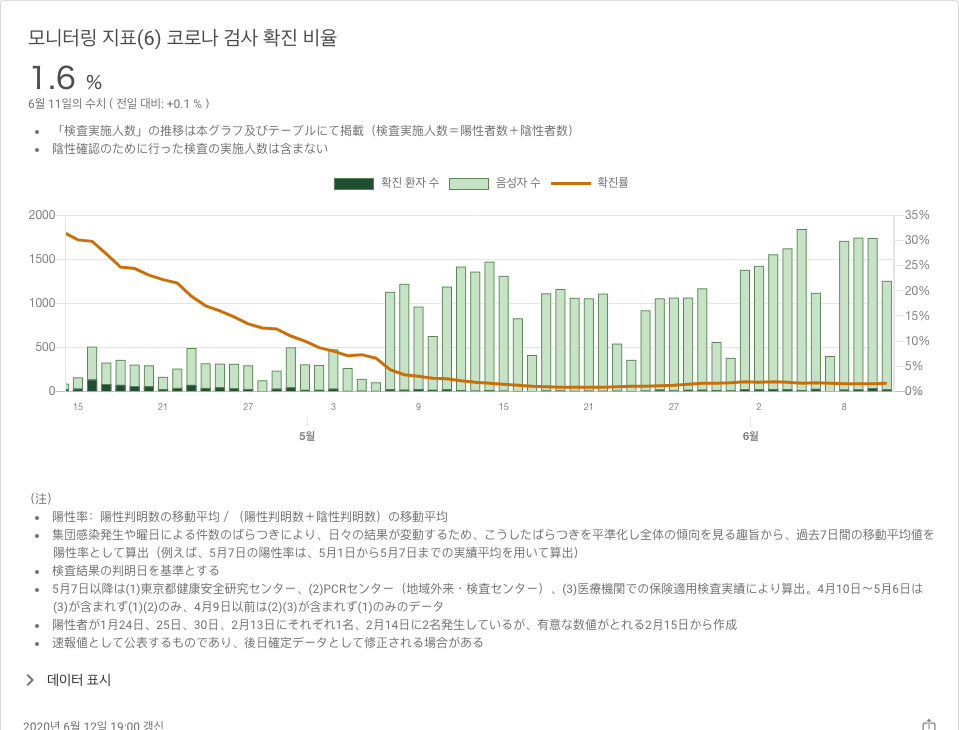 모니터링 지표(6) 코로나 검사 확진 비율
1.6 %
6월 11일의 수치 ( 전일 대비: +0.1 % )
• 「検査実施人数」の推移は本グラフ及びテーブルにて掲載（検査実施人数＝陽性者数＋陰性者数）
• 陰性確認のために行った検査の実施人数は含まない
확진 환자 수 음성자 수 확진률
2000 35%
30%
1500 25%
20%
1000 15%
10%
500 5%
0 0%
15 21 27 3 9 15 21 27 2 8
5월 6월
（注）
• 陽性率：陽性判明数の移動平均 / （陽性判明数＋陰性判明数）の移動平均
• 集団感染発生や曜日による件数のばらつきにより、日々の結果が変動するため、こうしたばらつきを平準化し全体の傾向を見る趣旨から、過去7日間の移動平均値を
陽性率として算出（例えば、5月7日の陽性率は、5月1日から5月7日までの実績平均を用いて算出）
• 検査結果の判明日を基準とする
• 5月7日以降は(1)東京都健康安全研究センター、(2)PCRセンター（地域外来・検査センター）、(3)医療機関での保険適用検査実績により算出。4月10日～5月6日は
(3)が含まれず(1)(2)のみ、4月9日以前は(2)(3)が含まれず(1)のみのデータ
• 陽性者が1月24日、25日、30日、2月13日にそれぞれ1名、2月14日に2名発生しているが、有意な数値がとれる2月15日から作成
• 速報値として公表するものであり、後日確定データとして修正される場合がある
데이터 표시
2020년 6월 12일 19:00 갱신